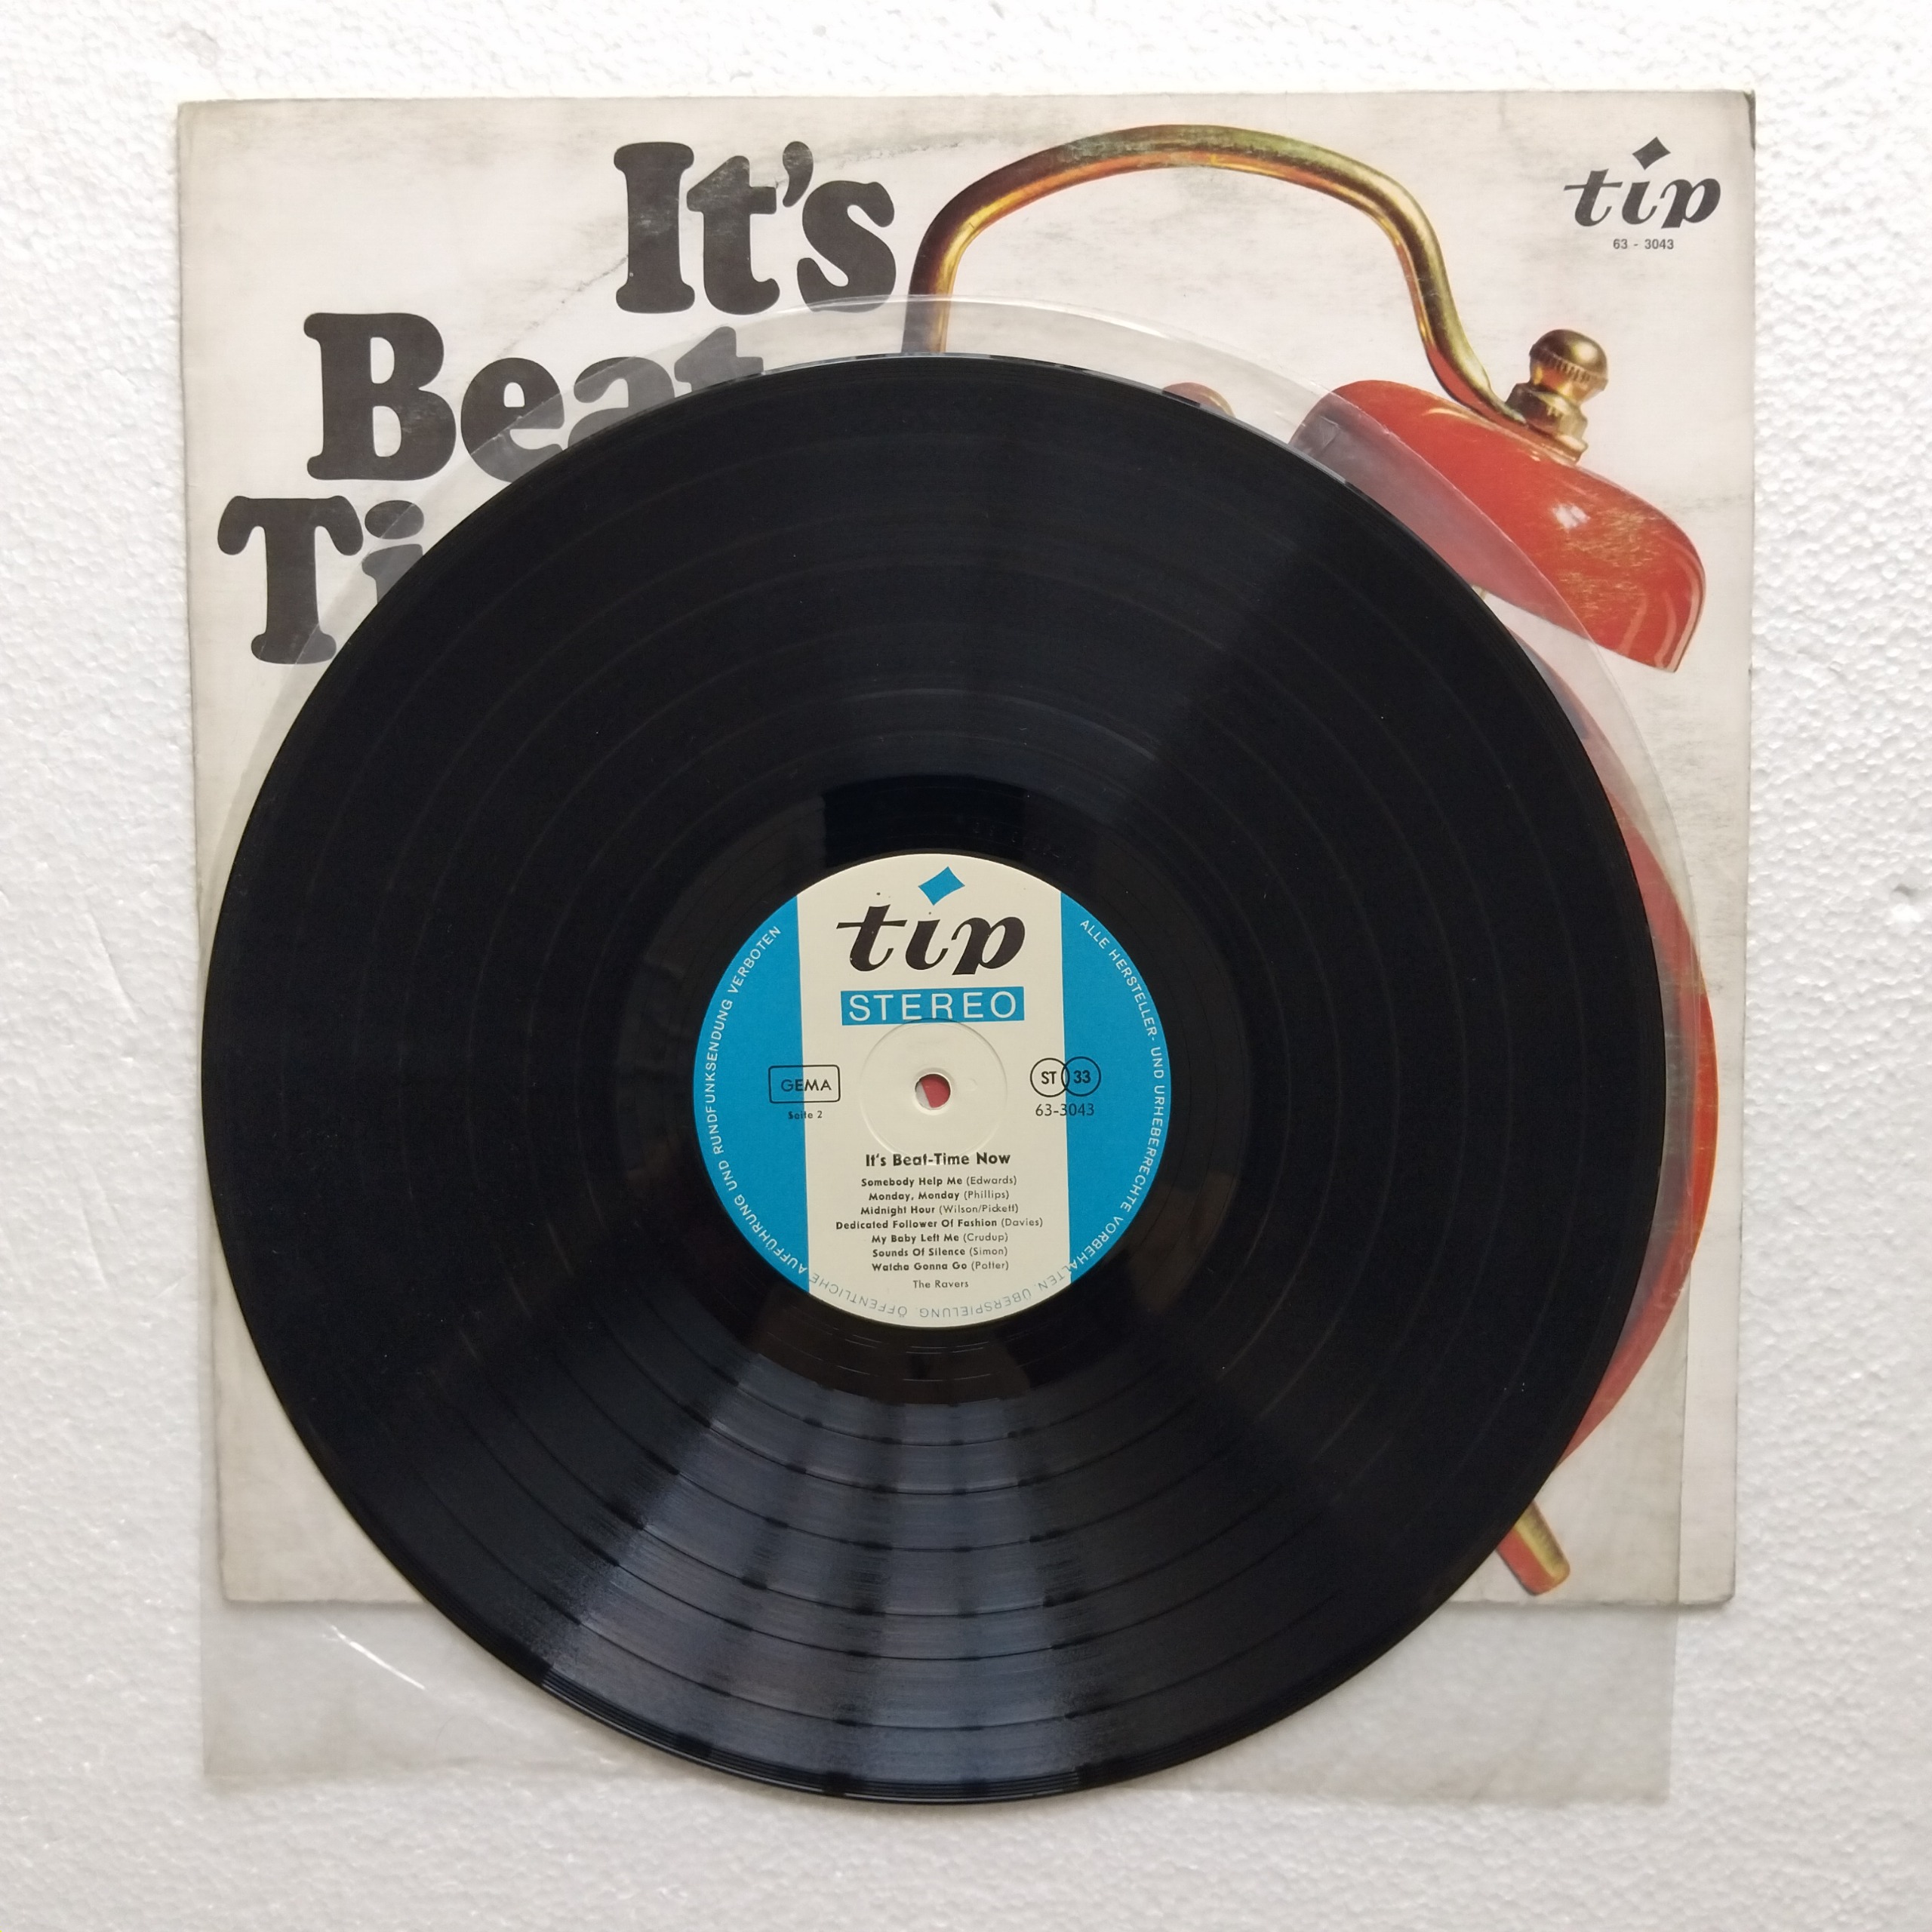 It's
Beat
Ti
tip
63 - 3043
tip
STEREO
GEMA
Seite 2
ST 33
63-3043
It's Beat-Time Now
Somebody Help Me (Edwards)
Monday, Monday (Phillips)
Midnight Hour (Wilson/Pickett)
Dedicated Follower Of Fashion (Davies)
My Baby Left Me (Crudup)
Sounds Of Silence (Simon)
Watcha Gonna Go (Potter)
The Ravers
ALLE HERSTELLER- UND URHEBERRECHTE VORBEHALTEN. ÜBERSPIELUNG ÖFFENTLICHE AUFFÜHRUNG UND RUNDFUNKSENDUNG VERBOTEN